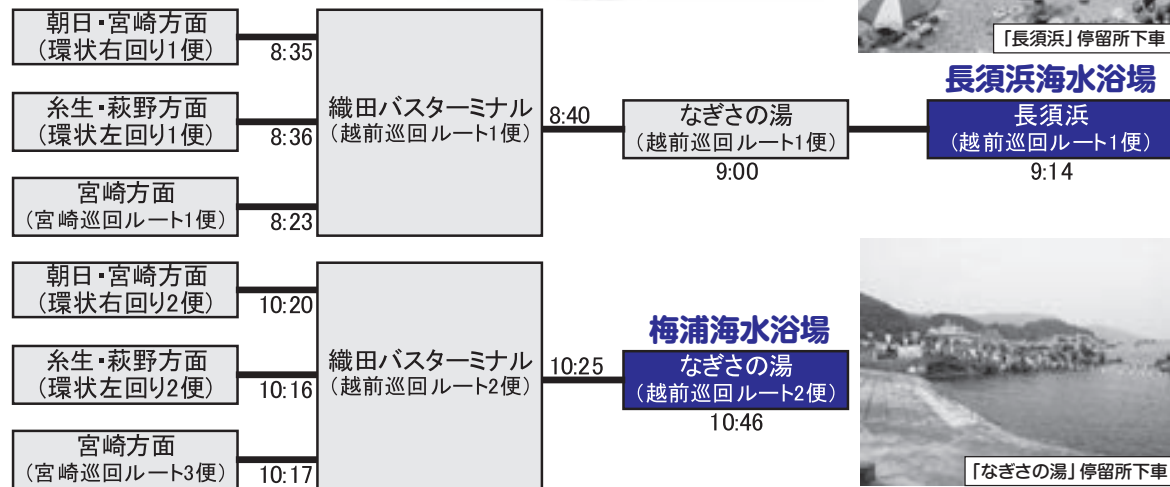 朝日・宮崎方面
(環状右回り1便)
8:35
糸生・萩野方面
(環状左回り1便)
8:36
宮崎方面
(宮崎巡回ルート1便)
8:23
織田バスターミナル
(越前巡回ルート1便)
8:40
なぎさの湯
(越前巡回ルート1便)
9:00
「長須浜」停留所下車
長須浜海水浴場
長須浜
(越前巡回ルート1便)
9:14
朝日・宮崎方面
(環状右回り2便)
10:20
糸生・萩野方面
(環状左回り2便)
10:16
宮崎方面
(宮崎巡回ルート3便)
10:17
織田バスターミナル
(越前巡回ルート2便)
10:25
梅浦海水浴場
なぎさの湯
(越前巡回ルート2便)
10:46
「なぎさの湯」停留所下車